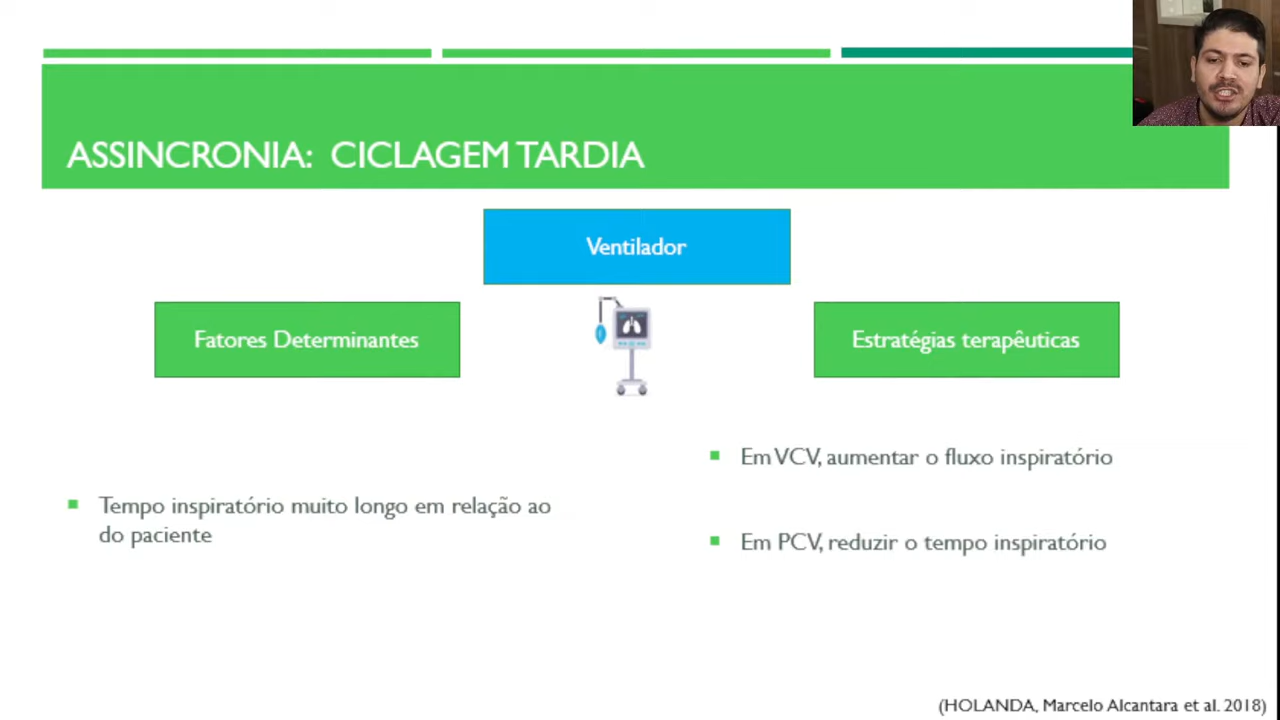 ASSINCRONIA: CICLAGEM TARDIA
Ventilador
Fatores Determinantes
Estratégias terapêuticas
Tempo inspiratório muito longo em relação ao
do paciente
Em VCV, aumentar o fluxo inspiratório
Em PCV, reduzir o tempo inspiratório
(HOLANDA, Marcelo Alcantara et al. 2018)